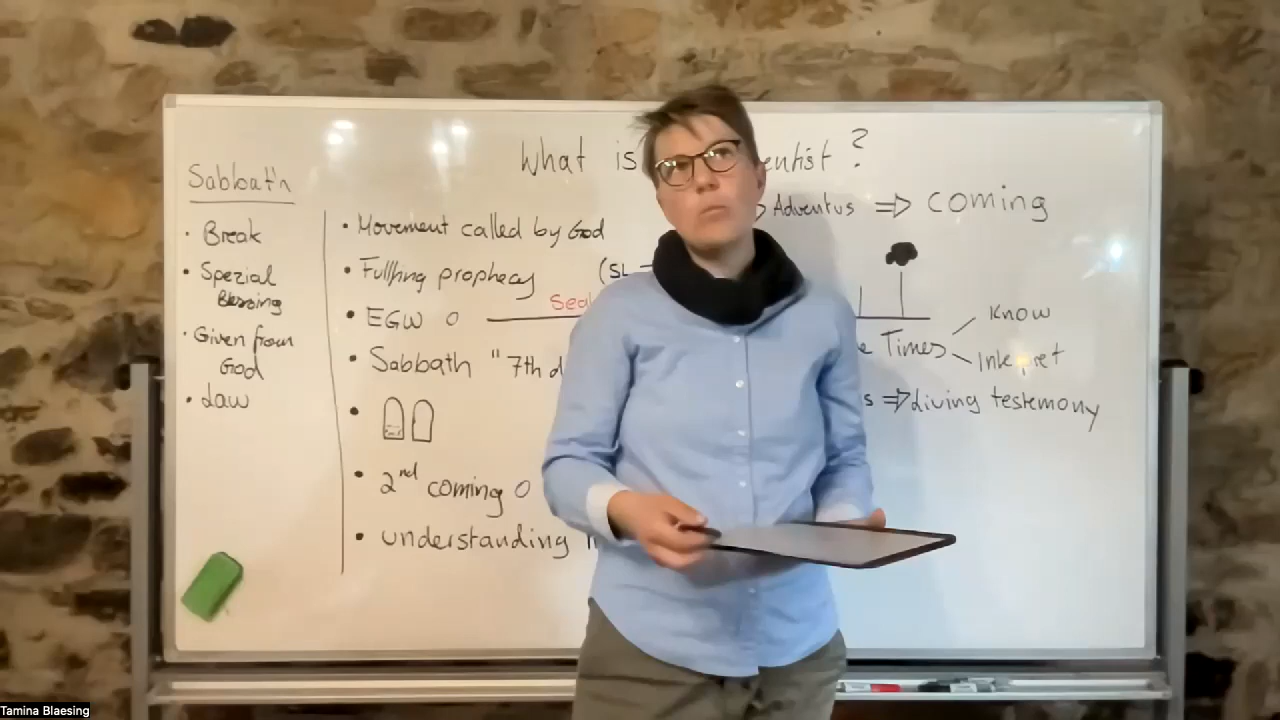 What is
entist ?
Adventus ⇒ coming
Sabbath
• Break
• Spezial
Blessing
• Given from
God
• Law
• Movement called by God
• Fullfing prophecy
(SL
Seal
• EGW O
• Sabbath "7th d
• 2nd coming O
• understanding
Know
e Times
Interpret
s ⇒ Living testemony
Tamina Blaesing